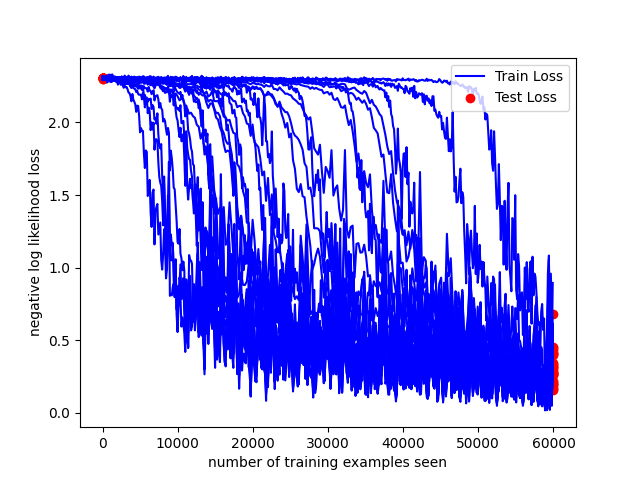 Train Loss
Test Loss
2.0
1.5
1.0
0.5
0.0
negative log likelihood loss
0 10000 20000 30000 40000 50000 60000
number of training examples seen